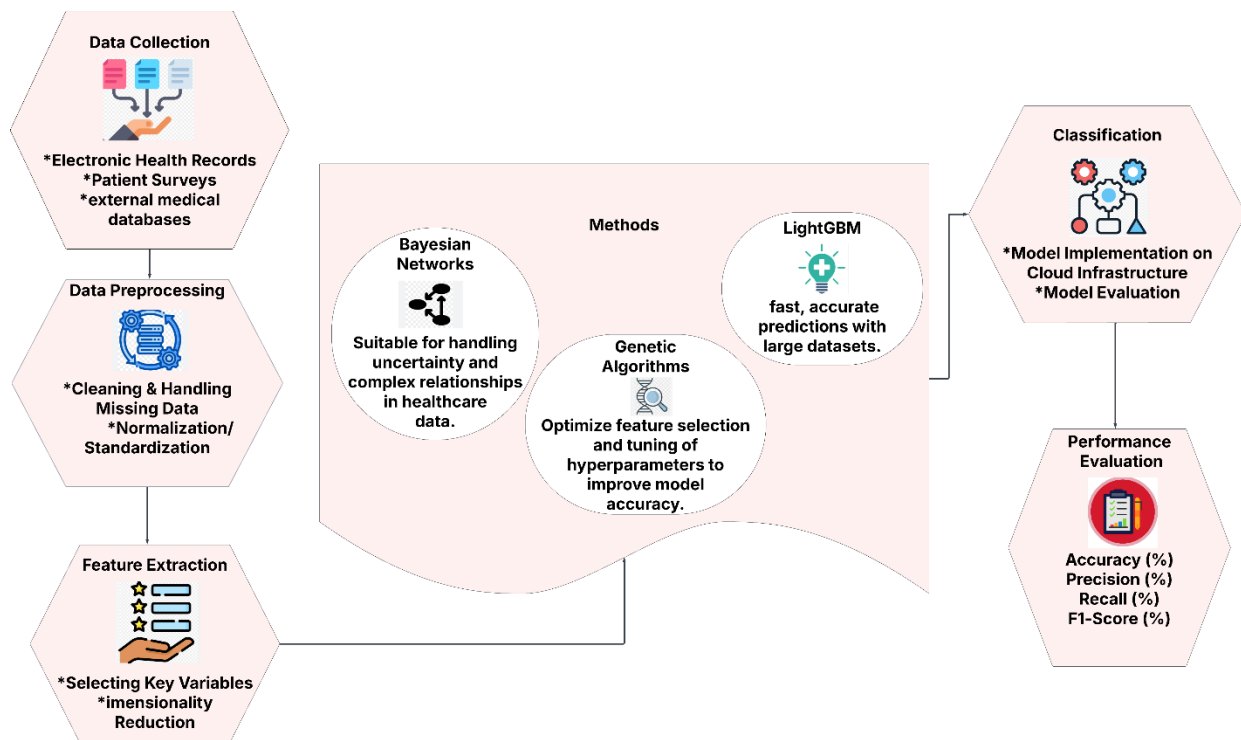 Data Collection
*Electronic Health Records
*Patient Surveys
*external medical
databases
Data Preprocessing
*Cleaning & Handling
Missing Data
*Normalization/
Standardization
Feature Extraction
*Selecting Key Variables
*imensionality
Reduction
Methods
Bayesian
Networks
Suitable for handling
uncertainty and
complex relationships
in healthcare
data.
Genetic
Algorithms
Optimize feature selection
and tuning of
hyperparameters to
improve model
accuracy.
LightGBM
fast, accurate
predictions with
large datasets.
Classification
*Model Implementation on
Cloud Infrastructure
*Model Evaluation
Performance
Evaluation
Accuracy (%)
Precision (%)
Recall (%)
F1-Score (%)